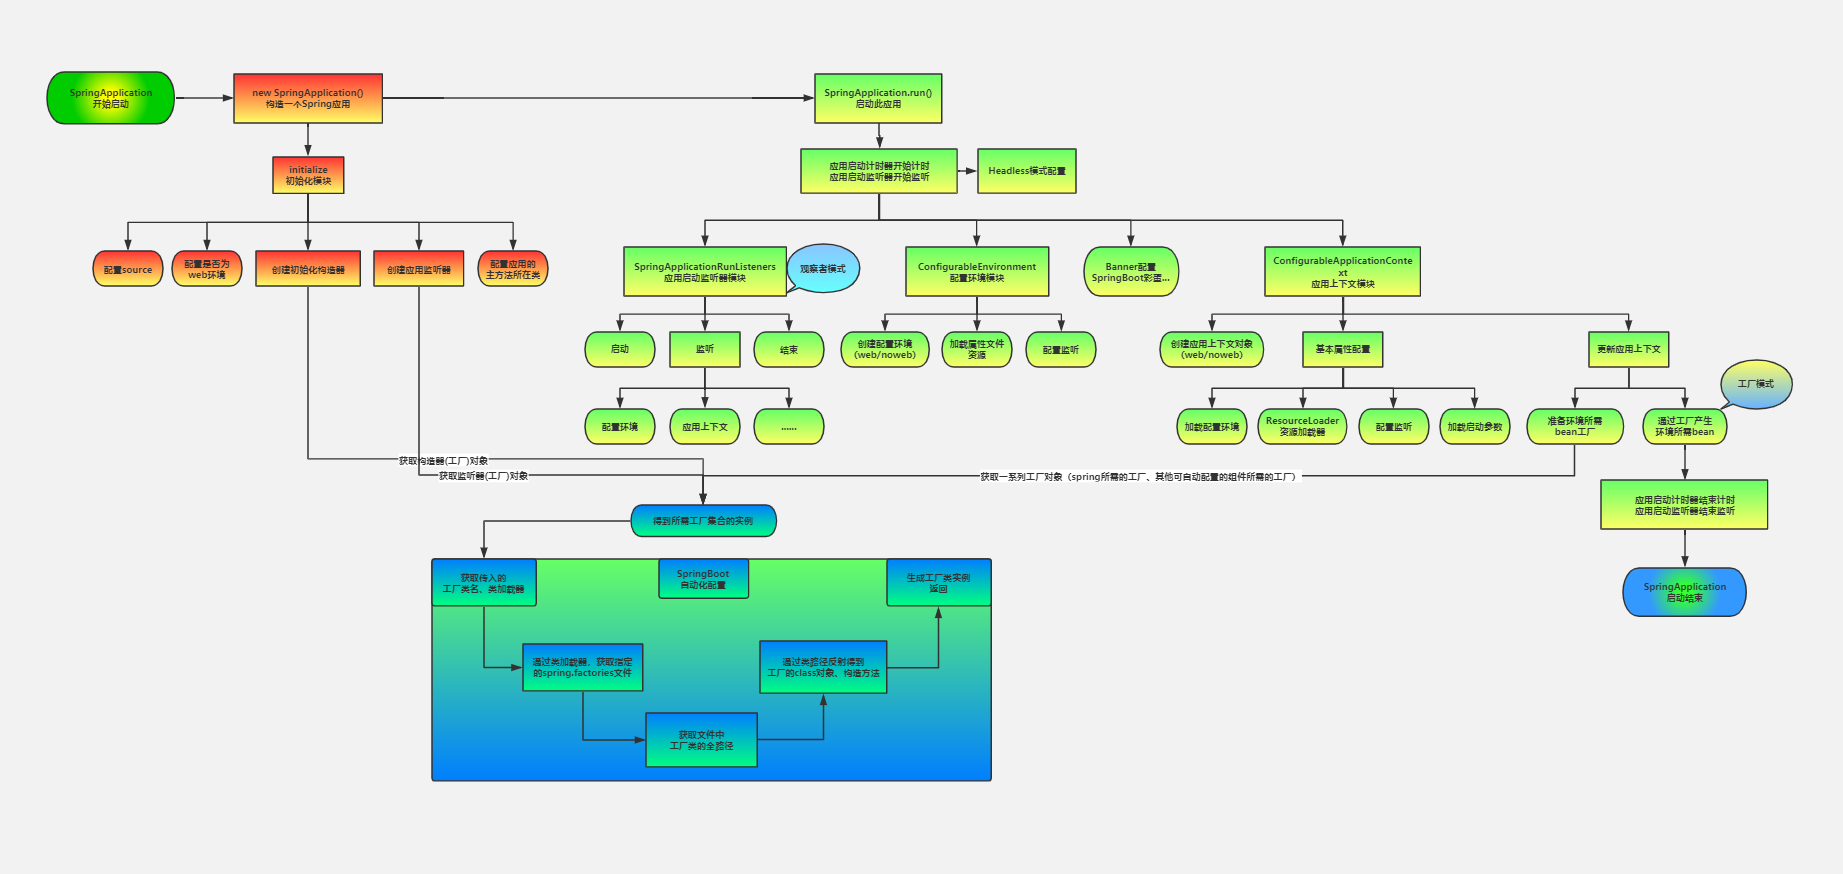 SpringApplication
开始启动
new SpringApplication()
构造一个Spring应用
SpringApplication.run()
启动此应用
initialize
初始化模块
应用启动计时器开始计时
应用启动监听器开始监听
Headless模式配置
配置source
配置是否为
web环境
创建初始化构造器
创建应用监听器
配置应用的
主方法所在类
SpringApplicationRunListeners
应用启动监听器模块
观察者模式
ConfigurableEnvironment
配置环境模块
Banner配置
SpringBoot彩蛋...
ConfigurableApplicationConte
xt
应用上下文模块
启动
监听
结束
创建配置环境
(web/noweb)
加载属性文件
资源
配置监听
创建应用上下文对象
(web/noweb)
基本属性配置
更新应用上下文
工厂模式
配置环境
应用上下文
......
加载配置环境
ResourceLoader
资源加载器
配置监听
加载启动参数
准备环境所需
bean工厂
通过工厂产生
环境所需bean
获取构造器(工厂)对象
获取监听器(工厂)对象
获取一系列工厂对象（spring所需的工厂、其他可自动配置的组件所需的工厂）
应用启动计时器结束计时
应用启动监听器结束监听
得到所需工厂集合的实例
获取传入的
工厂类名、类加载器
SpringBoot
自动化配置
生成工厂类实例
返回
SpringApplication
启动结束
通过类加载器、获取指定
的spring.factories文件
通过类路径反射得到
工厂的class对象、构造方法
获取文件中
工厂类的全路径